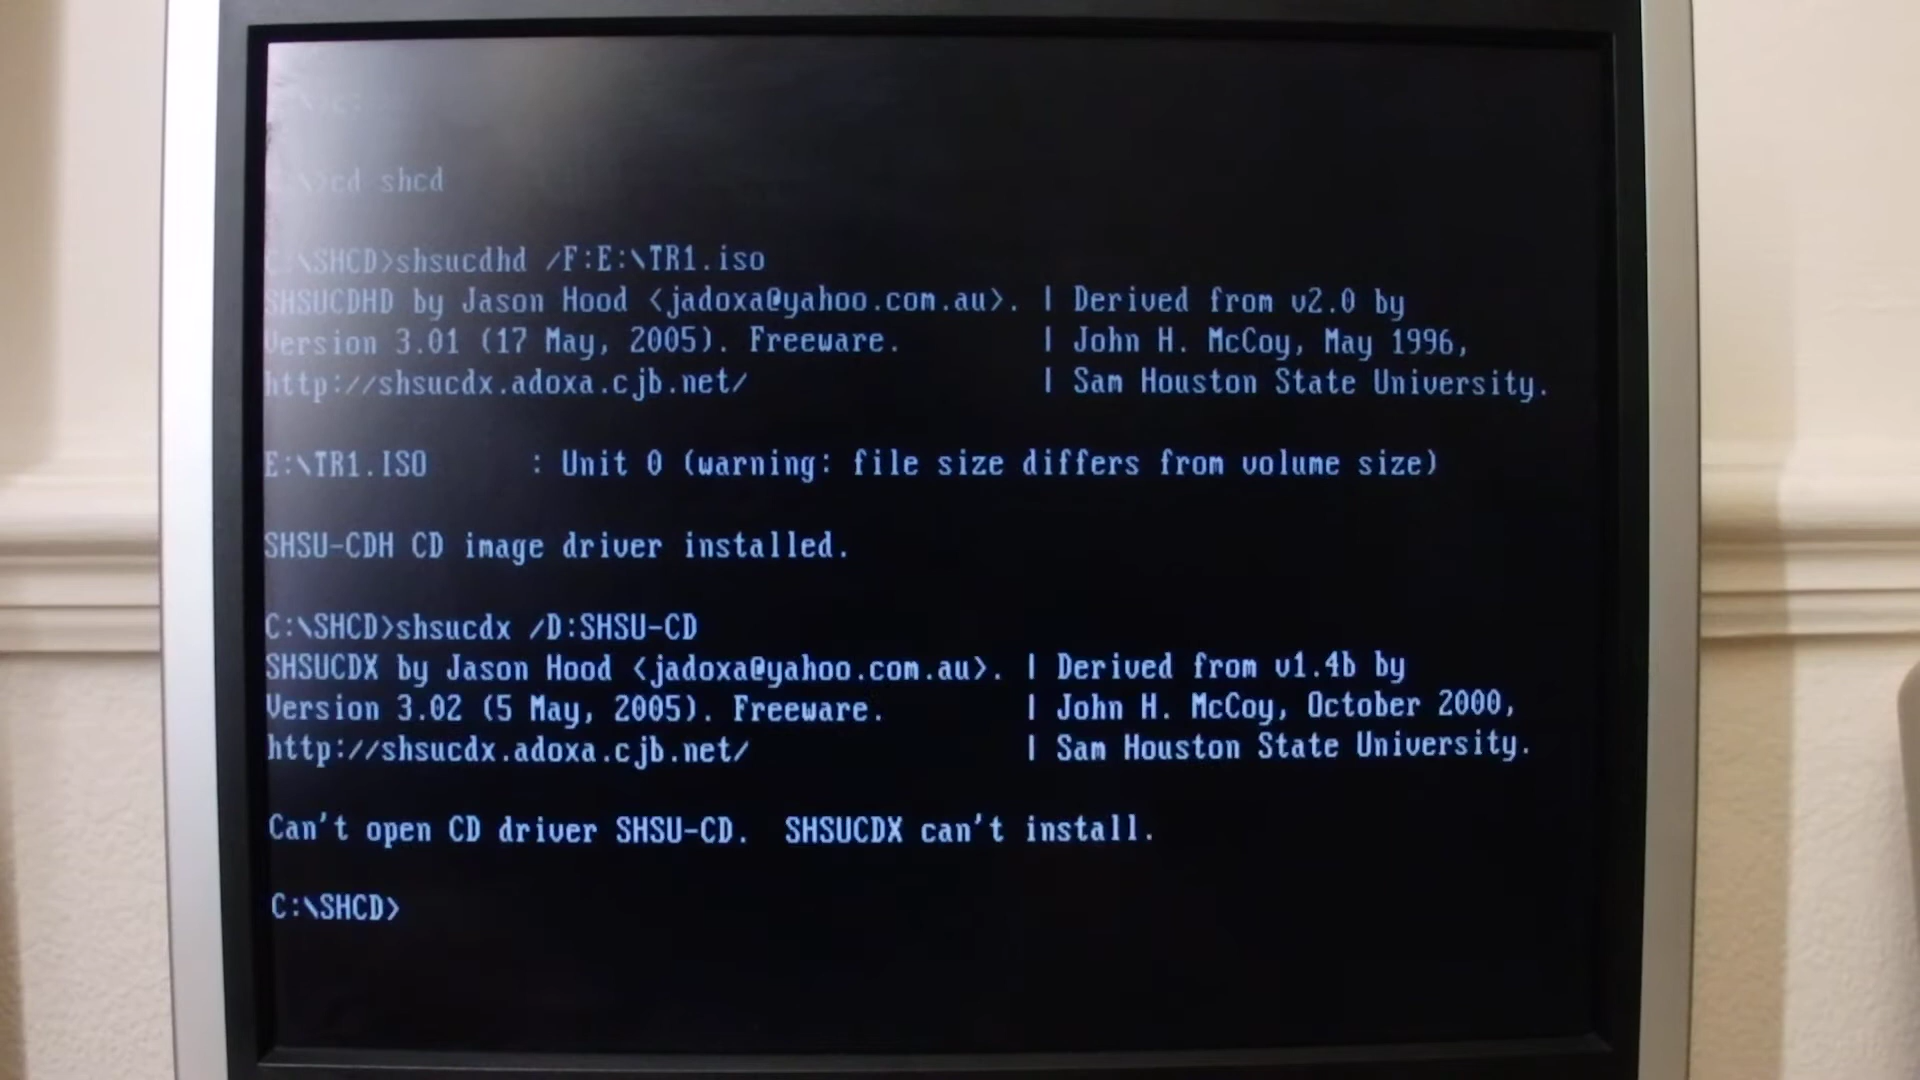 C:\>cd shcd
C:\SHCD>shsucdhd /F:E:\TR1.iso
SHSUCDHD by Jason Hood <jadoxa@yahoo.com.au>. | Derived from v2.0 by
Version 3.01 (17 May, 2005). Freeware. | John H. McCoy, May 1996,
http://shsucdx.adoxa.cjb.net/ | Sam Houston State University.
E:\TR1.ISO : Unit 0 (warning: file size differs from volume size)
SHSU-CDH CD image driver installed.
C:\SHCD>shsucdx /D:SHSU-CD
SHSUCDX by Jason Hood <jadoxa@yahoo.com.au>. | Derived from v1.4b by
Version 3.02 (5 May, 2005). Freeware. | John H. McCoy, October 2000,
http://shsucdx.adoxa.cjb.net/ | Sam Houston State University.
Can't open CD driver SHSU-CD. SHSUCDX can't install.
C:\SHCD>